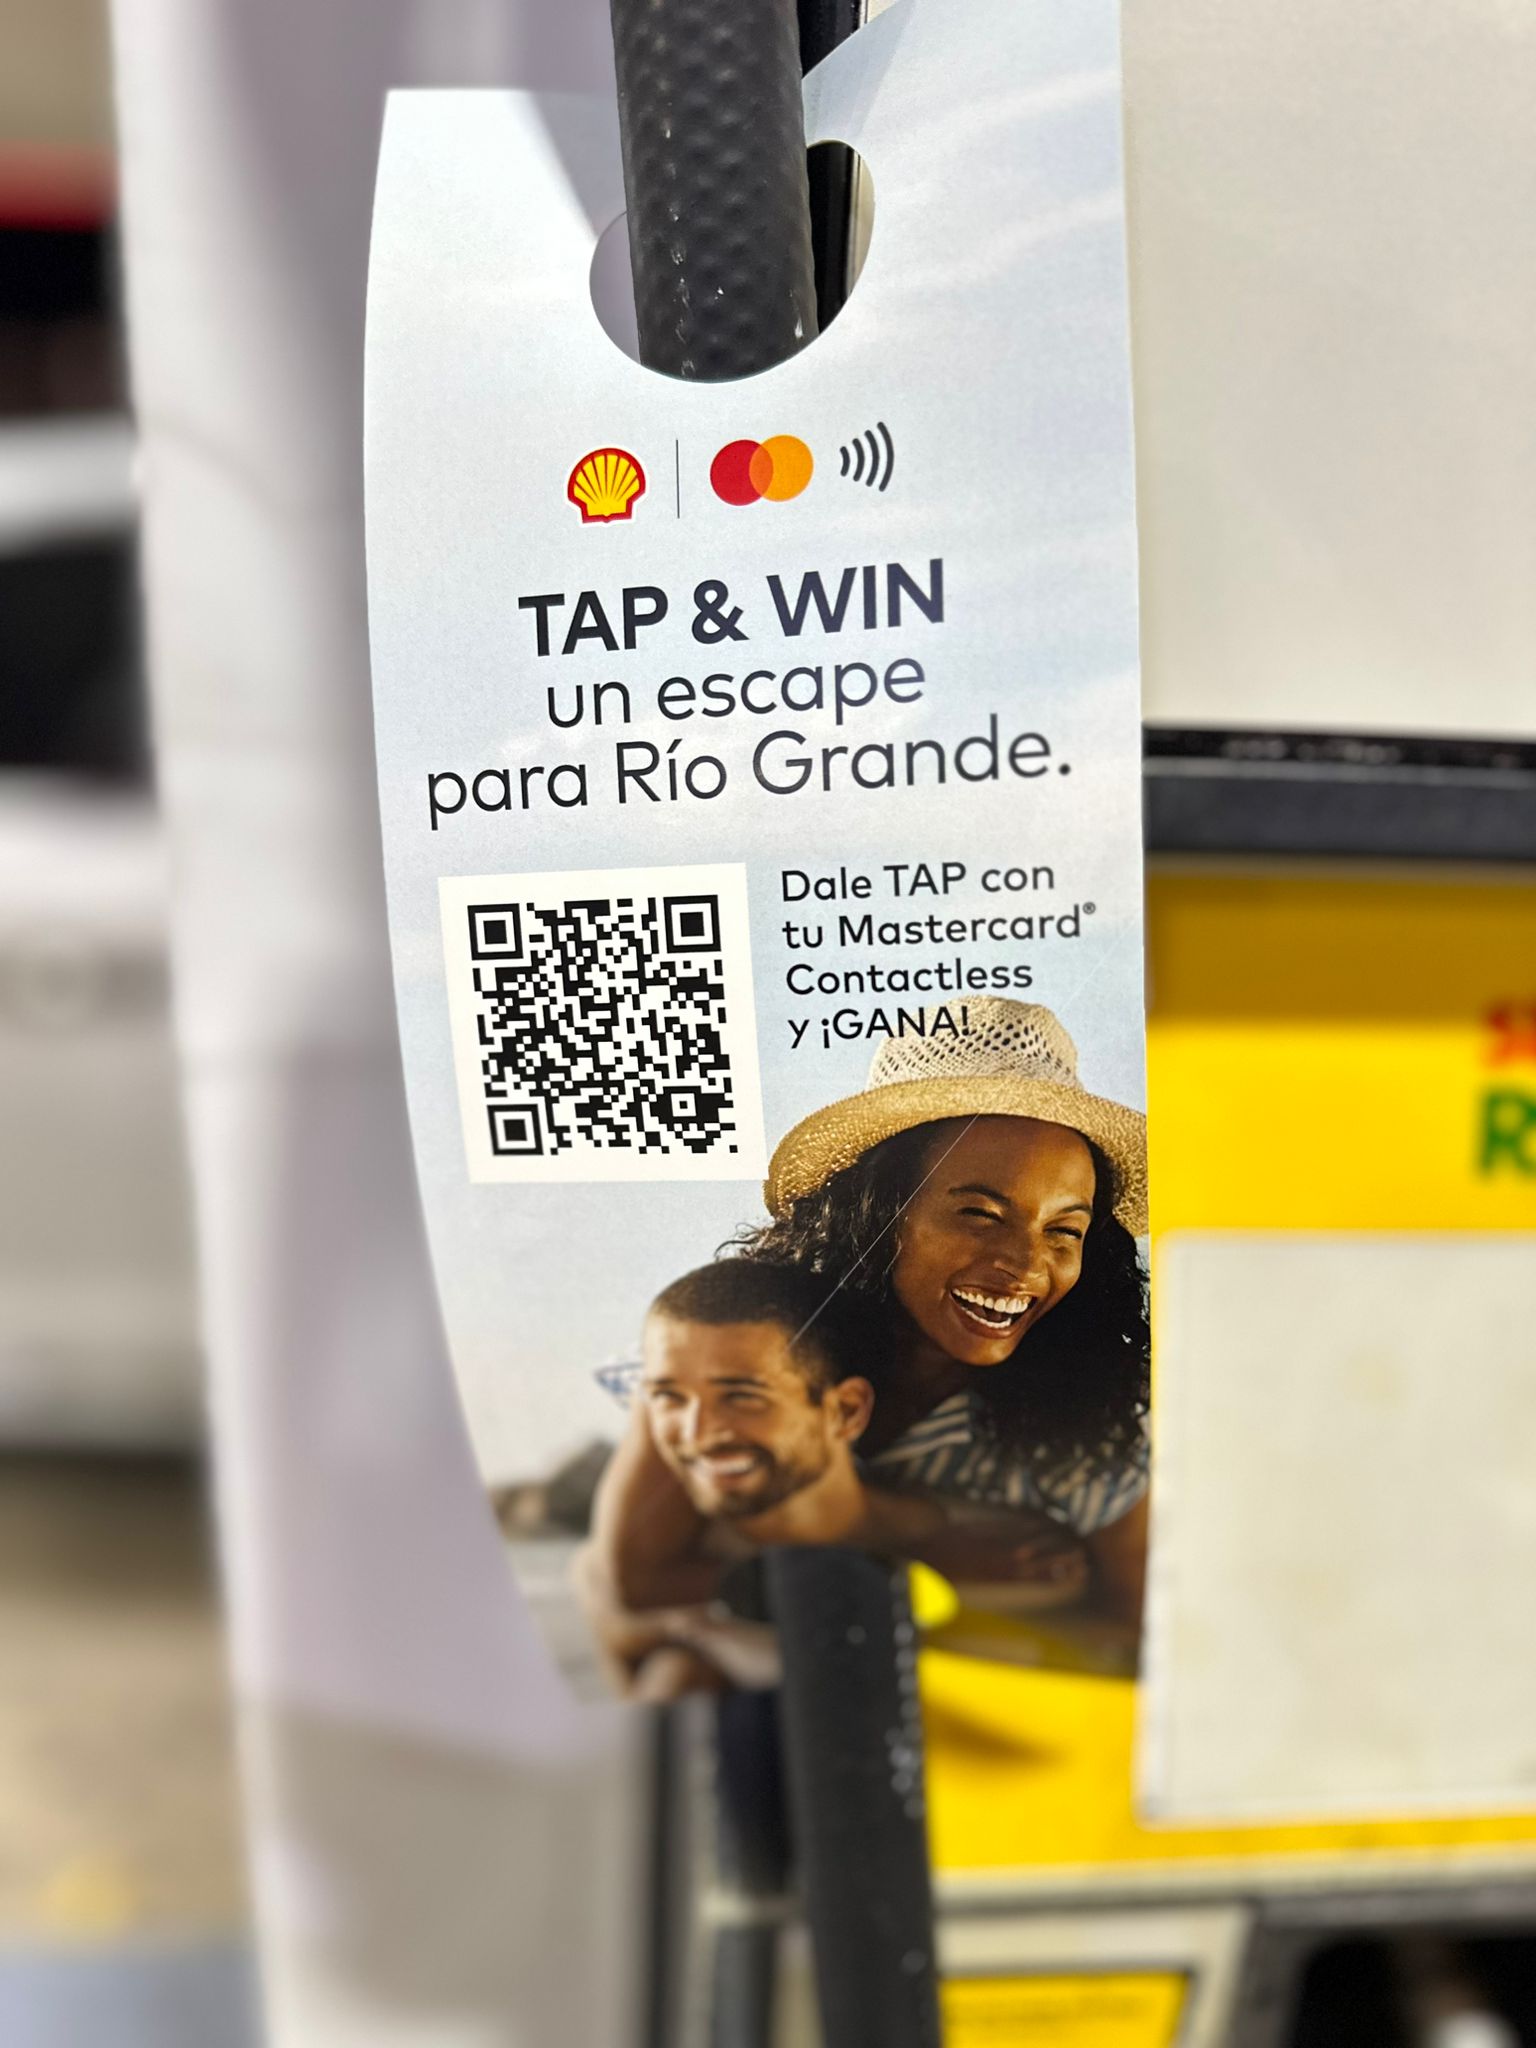 TAP & WIN
un escape
para Río Grande.
Dale TAP con
tu Mastercard®
Contactless
y ¡GANA!